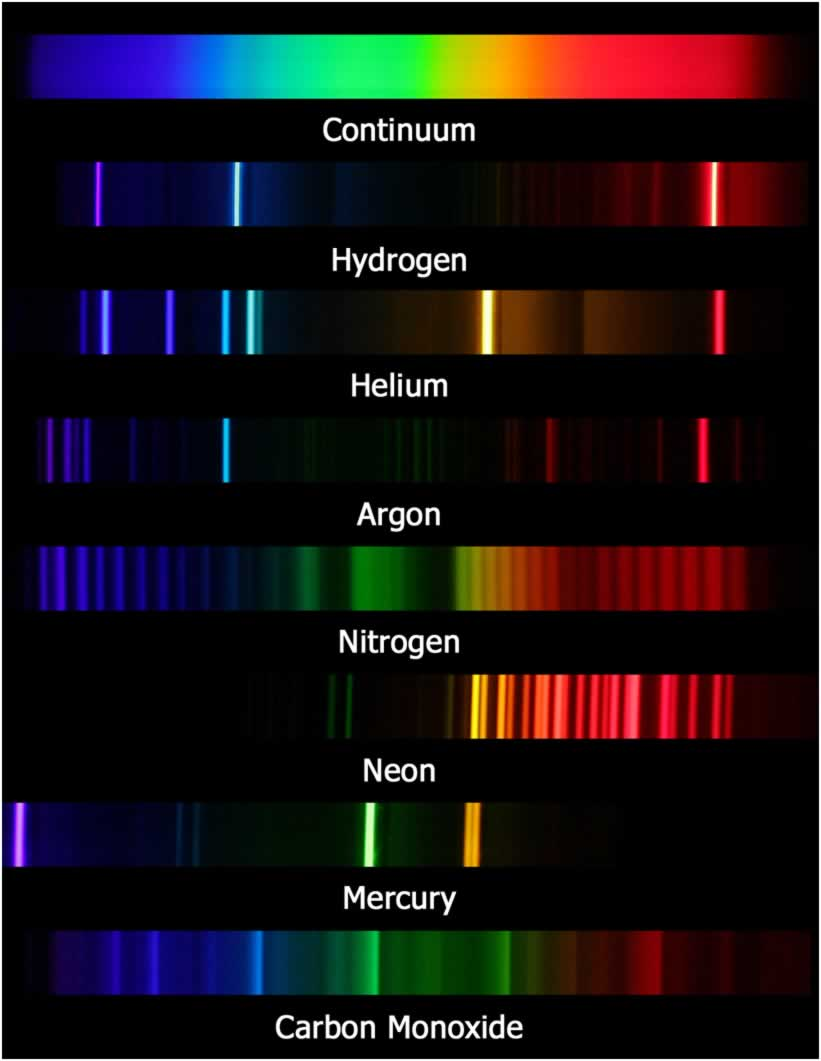 Continuum
Hydrogen
Helium
Argon
Nitrogen
Neon
Mercury
Carbon Monoxide